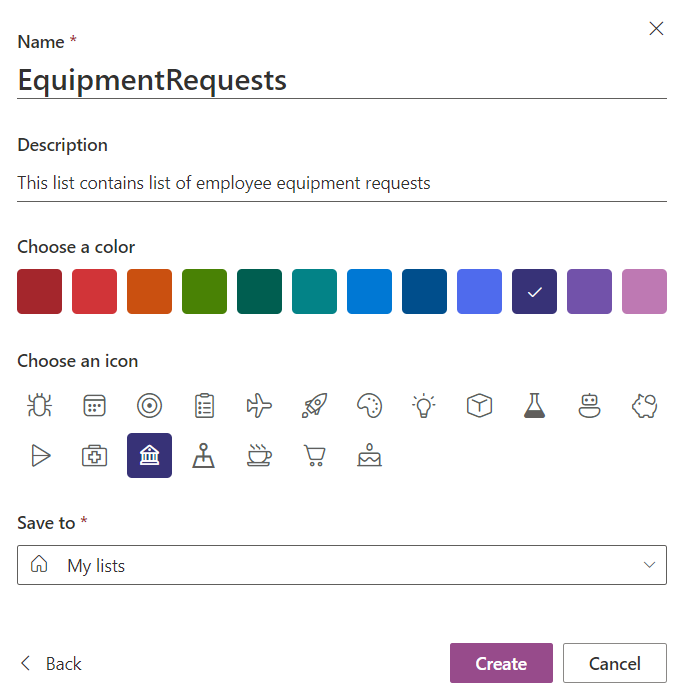 Name *
EquipmentRequests
Description
This list contains list of employee equipment requests
Choose a color
Choose an icon
Save to *
My lists
Back
Create
Cancel